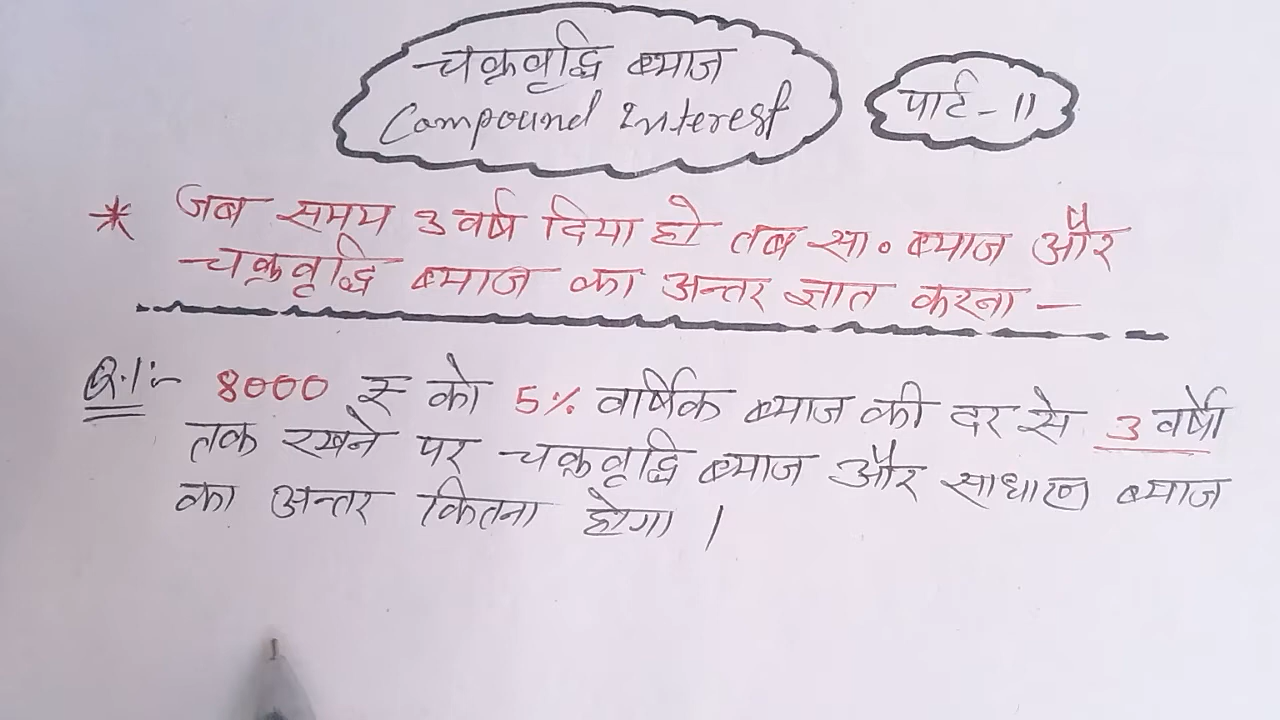 चक्रवृद्धि ब्याज
Compound Interest
पार्ट - 11
* जब समय 3 वर्ष दिया हो तब सा॰ ब्याज और
चक्रवृद्धि ब्याज का अन्तर ज्ञात करना —
Q.1:- 8000 रु को 5% वार्षिक ब्याज की दर से 3 वर्षो
तक रखने पर चक्रवृद्धि ब्याज और साधारण ब्याज
का अन्तर कितना होगा ।